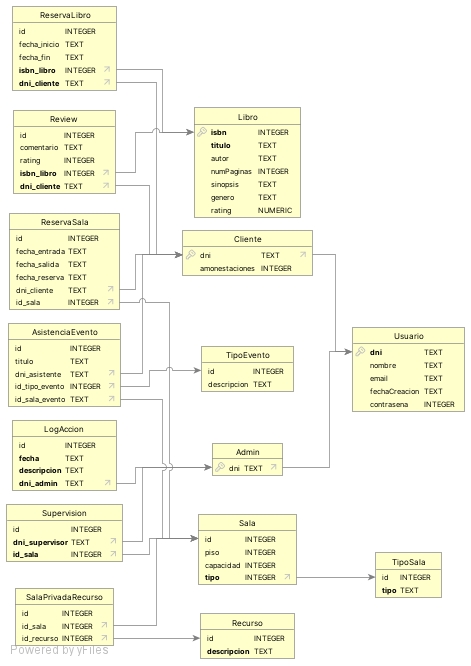 ReservaLibro
id INTEGER
fecha_inicio TEXT
fecha_fin TEXT
isbn_libro INTEGER
dni_cliente TEXT
Review
id INTEGER
comentario TEXT
rating INTEGER
isbn_libro INTEGER
dni_cliente TEXT
Libro
isbn INTEGER
titulo TEXT
autor TEXT
numPaginas INTEGER
sinopsis TEXT
genero TEXT
rating NUMERIC
ReservaSala
id INTEGER
fecha_entrada TEXT
fecha_salida TEXT
fecha_reserva TEXT
dni_cliente TEXT
id_sala INTEGER
Cliente
dni TEXT
amonestaciones INTEGER
AsistenciaEvento
id INTEGER
titulo TEXT
dni_asistente TEXT
id_tipo_evento INTEGER
id_sala_evento TEXT
TipoEvento
id INTEGER
descripcion TEXT
Usuario
dni TEXT
nombre TEXT
email TEXT
fechaCreacion TEXT
contrasena INTEGER
LogAccion
id INTEGER
fecha TEXT
descripcion TEXT
dni_admin TEXT
Admin
dni TEXT
Supervision
id INTEGER
dni_supervisor TEXT
id_sala INTEGER
Sala
id INTEGER
piso INTEGER
capacidad INTEGER
tipo INTEGER
TipoSala
id INTEGER
tipo TEXT
SalaPrivadaRecurso
id INTEGER
id_sala INTEGER
id_recurso INTEGER
Recurso
id INTEGER
descripcion TEXT
Powered by yFiles